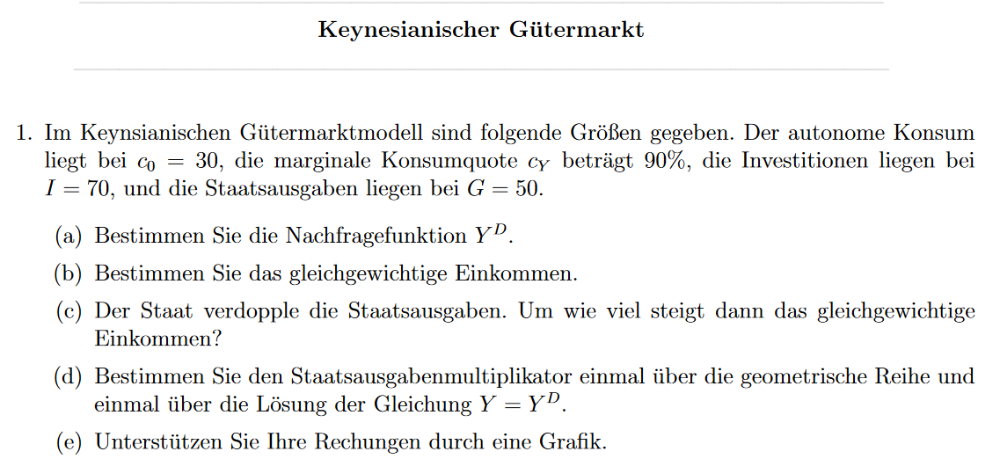 Keynesianischer Gütermarkt
1. Im Keynsianischen Gütermarktmodell sind folgende Größen gegeben. Der autonome Konsum
liegt bei c₀ = 30, die marginale Konsumquote c_Y beträgt 90%, die Investitionen liegen bei
I = 70, und die Staatsausgaben liegen bei G = 50.
(a) Bestimmen Sie die Nachfragefunktion Y^D.
(b) Bestimmen Sie das gleichgewichtige Einkommen.
(c) Der Staat verdopple die Staatsausgaben. Um wie viel steigt dann das gleichgewichtige
Einkommen?
(d) Bestimmen Sie den Staatsausgabenmultiplikator einmal über die geometrische Reihe und
einmal über die Lösung der Gleichung Y = Y^D.
(e) Unterstützen Sie Ihre Rechungen durch eine Grafik.